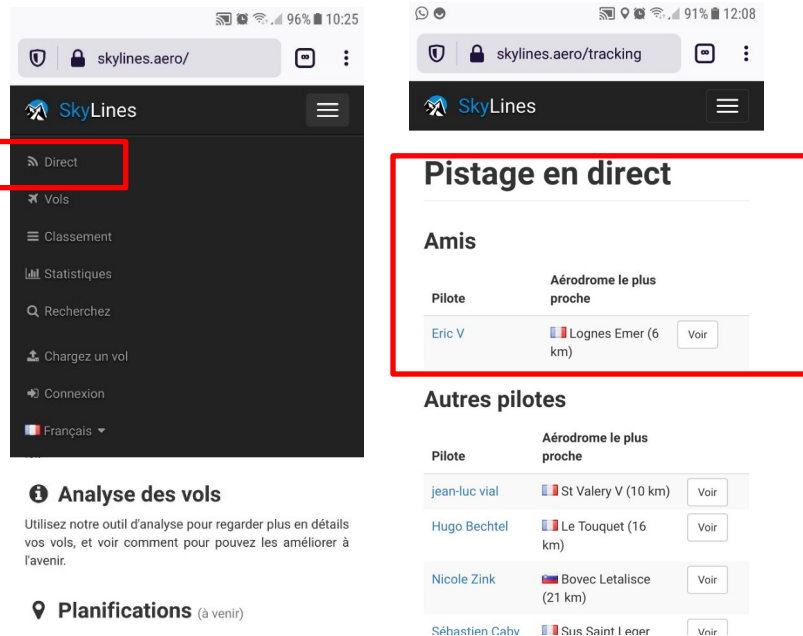 96% 10:25
skylines.aero/
SkyLines
Direct
Vols
Classement
Statistiques
Recherchez
Chargez un vol
Connexion
Français
Analyse des vols
Utilisez notre outil d'analyse pour regarder plus en détails
vos vols, et voir comment pour pouvez les améliorer à
l'avenir.
Planifications (à venir)
91% 12:08
skylines.aero/tracking
SkyLines
Pistage en direct
Amis
Pilote Aérodrome le plus
proche
Eric V Lognes Emer (6
km) Voir
Autres pilotes
Pilote Aérodrome le plus
proche
jean-luc vial St Valery V (10 km) Voir
Hugo Bechtel Le Touquet (16
km) Voir
Nicole Zink Bovec Letalisce
(21 km) Voir
Sébastien Caby Sus Saint Leger Voir